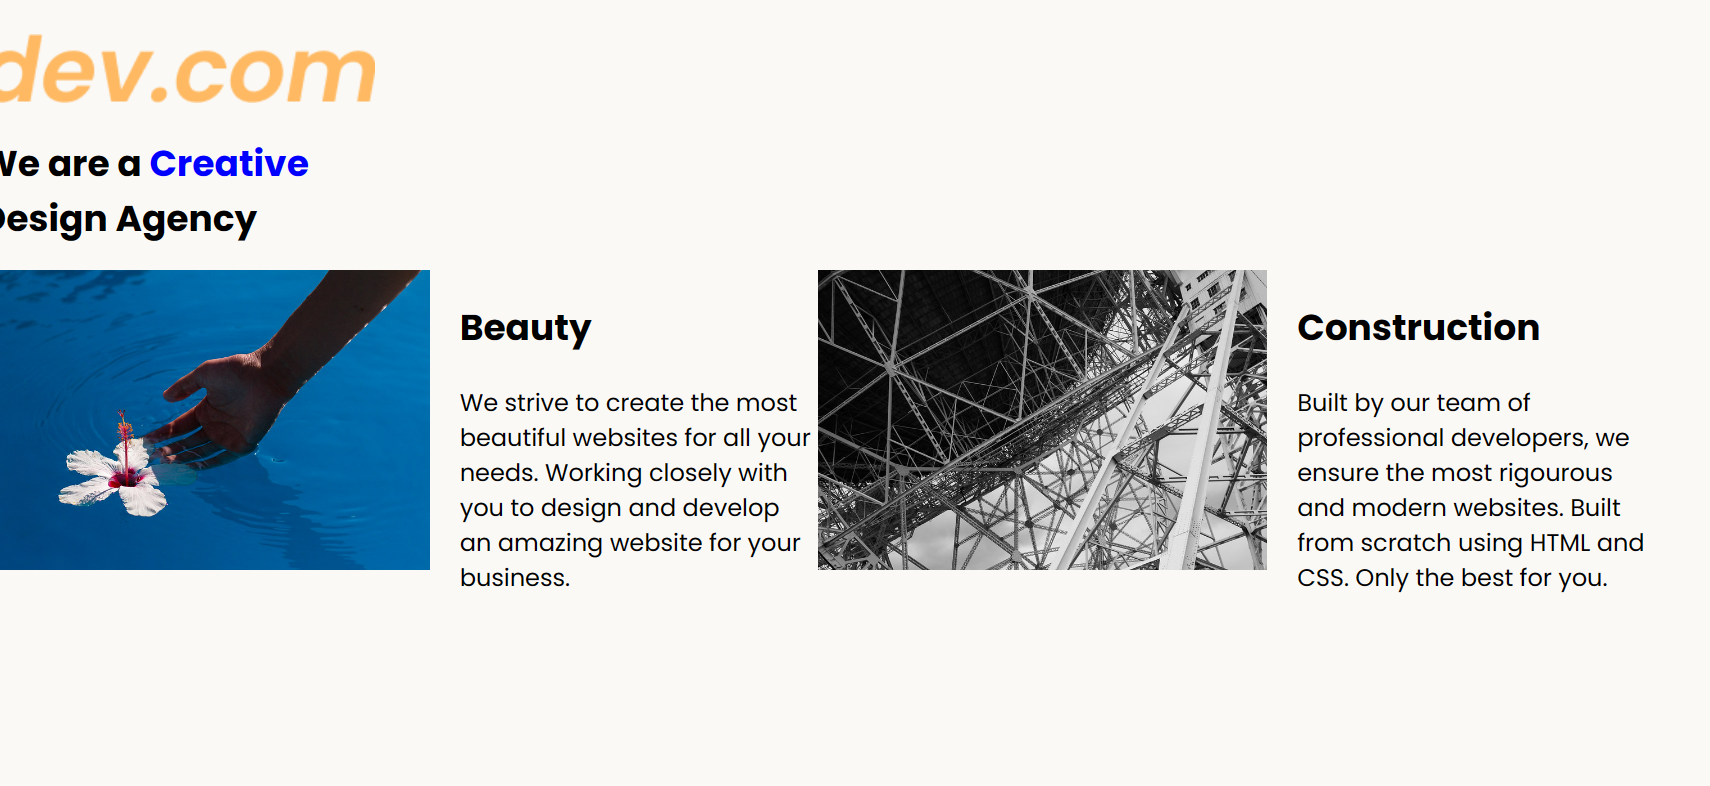 dev.com
We are a Creative
Design Agency
Beauty
We strive to create the most
beautiful websites for all your
needs. Working closely with
you to design and develop
an amazing website for your
business.
Construction
Built by our team of
professional developers, we
ensure the most rigourous
and modern websites. Built
from scratch using HTML and
CSS. Only the best for you.